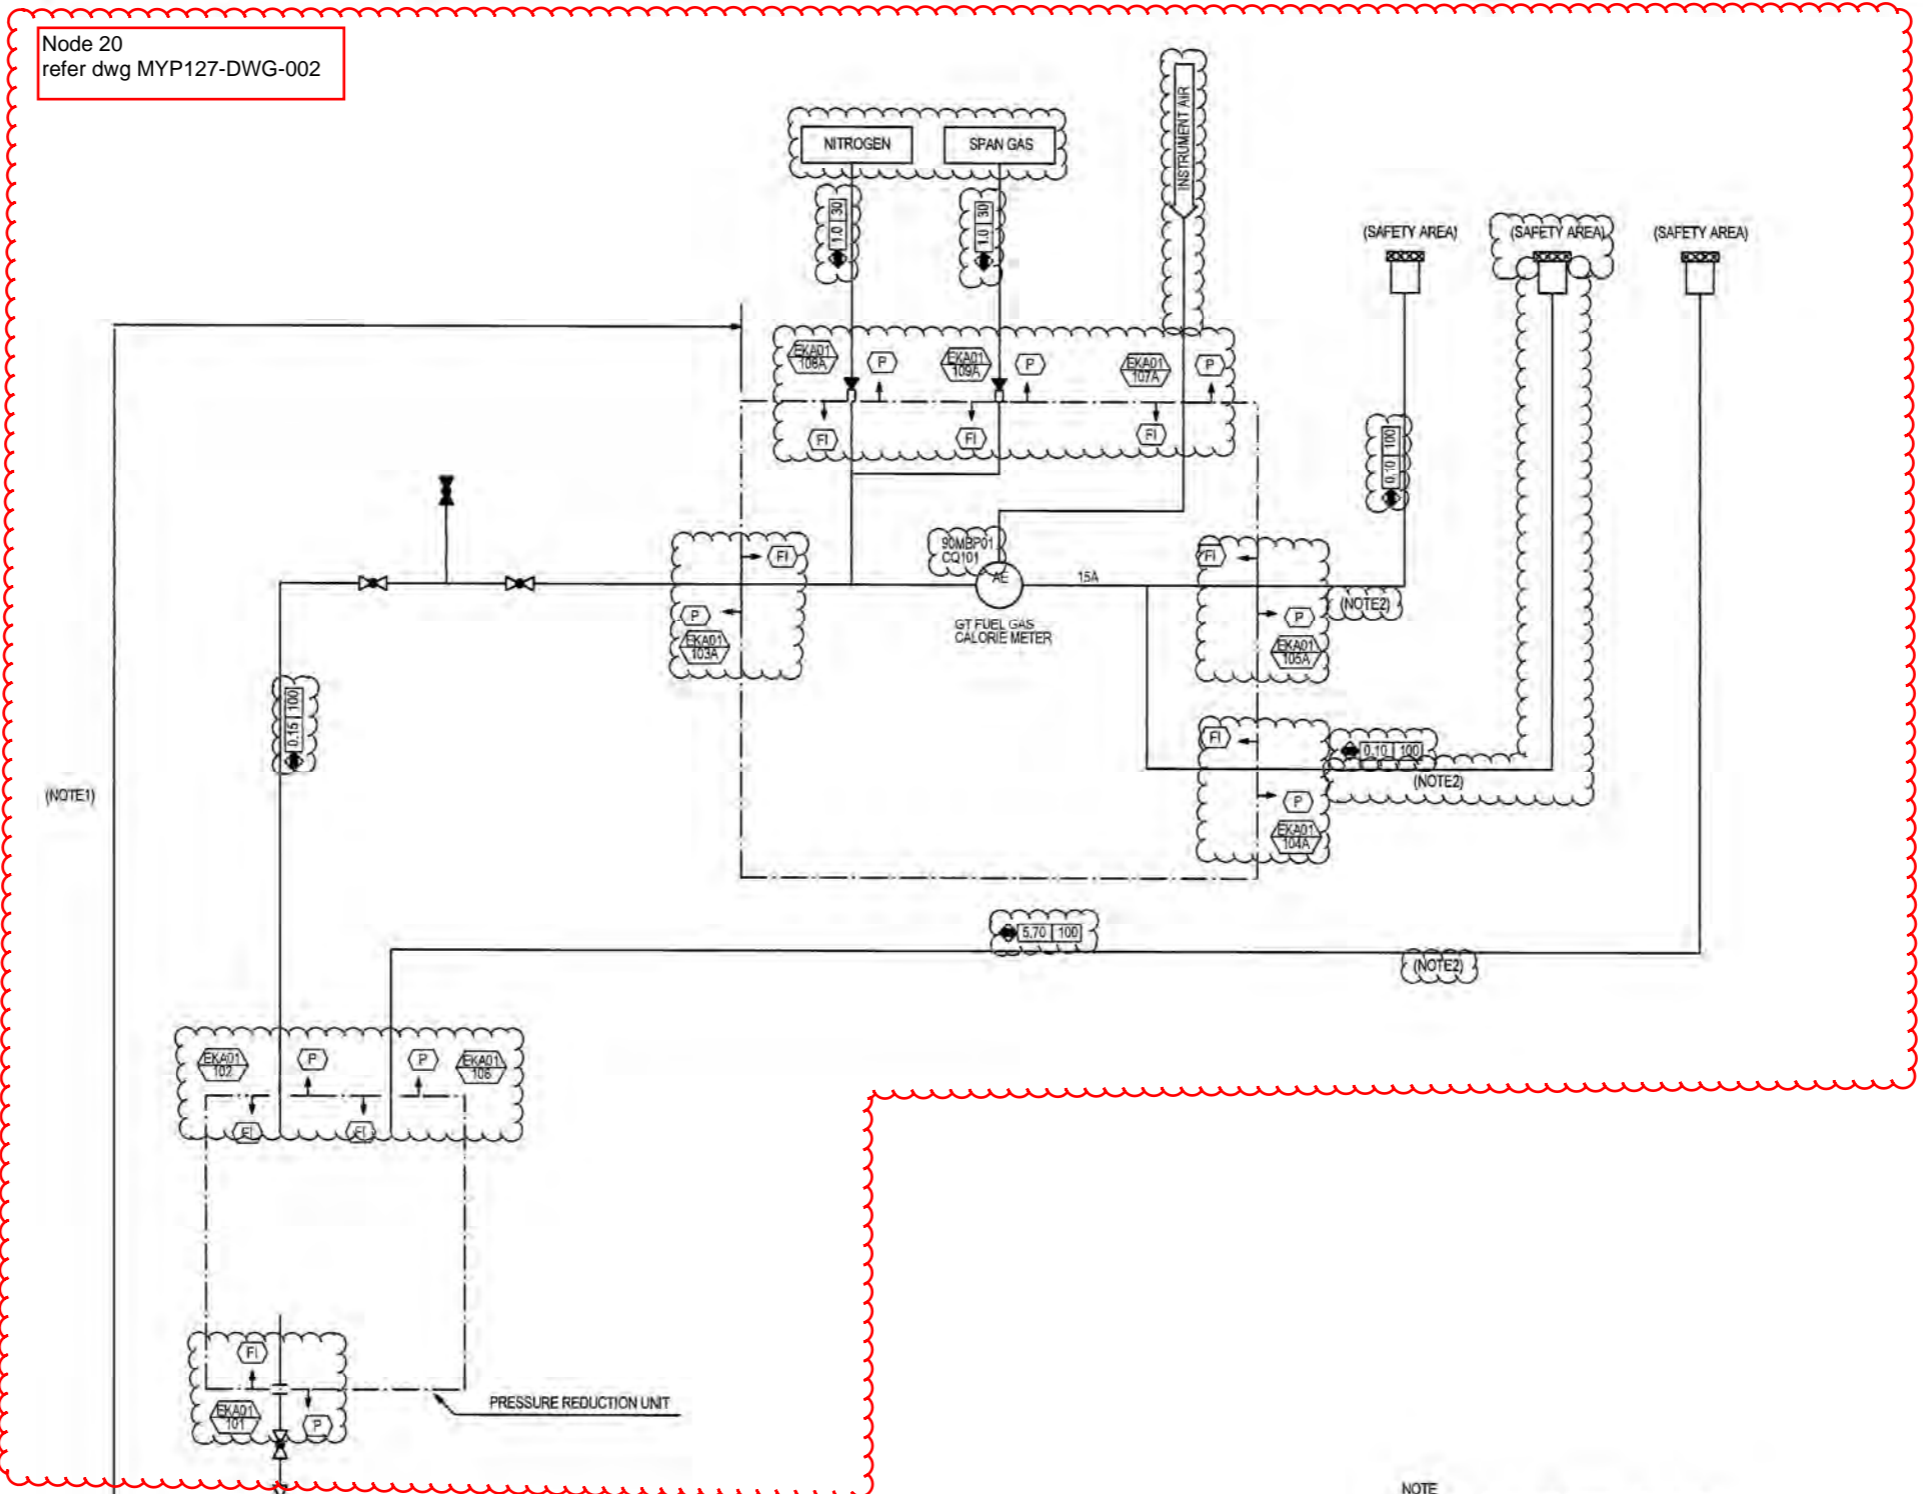 Node 20
refer dwg MYP127-DWG-002
NITROGEN
SPAN GAS
INSTRUMENT AIR
1.0 30
1.0 30
(SAFETY AREA)
(SAFETY AREA)
(SAFETY AREA)
EKA01
108A
P
EKA01
109A
P
EKA01
107A
P
FI
FI
FI
0.10 100
90MBP01
CQ101
AE
GT FUEL GAS
CALORIE METER
15A
FI
P
EKA01
103A
FI
(NOTE2)
P
EKA01
105A
0.15 100
FI
0.10 100
(NOTE2)
P
EKA01
104A
(NOTE1)
5.70 100
(NOTE2)
EKA01
102
P
P
EKA01
FI
FI
FI
EKA01
101
P
PRESSURE REDUCTION UNIT
NOTE